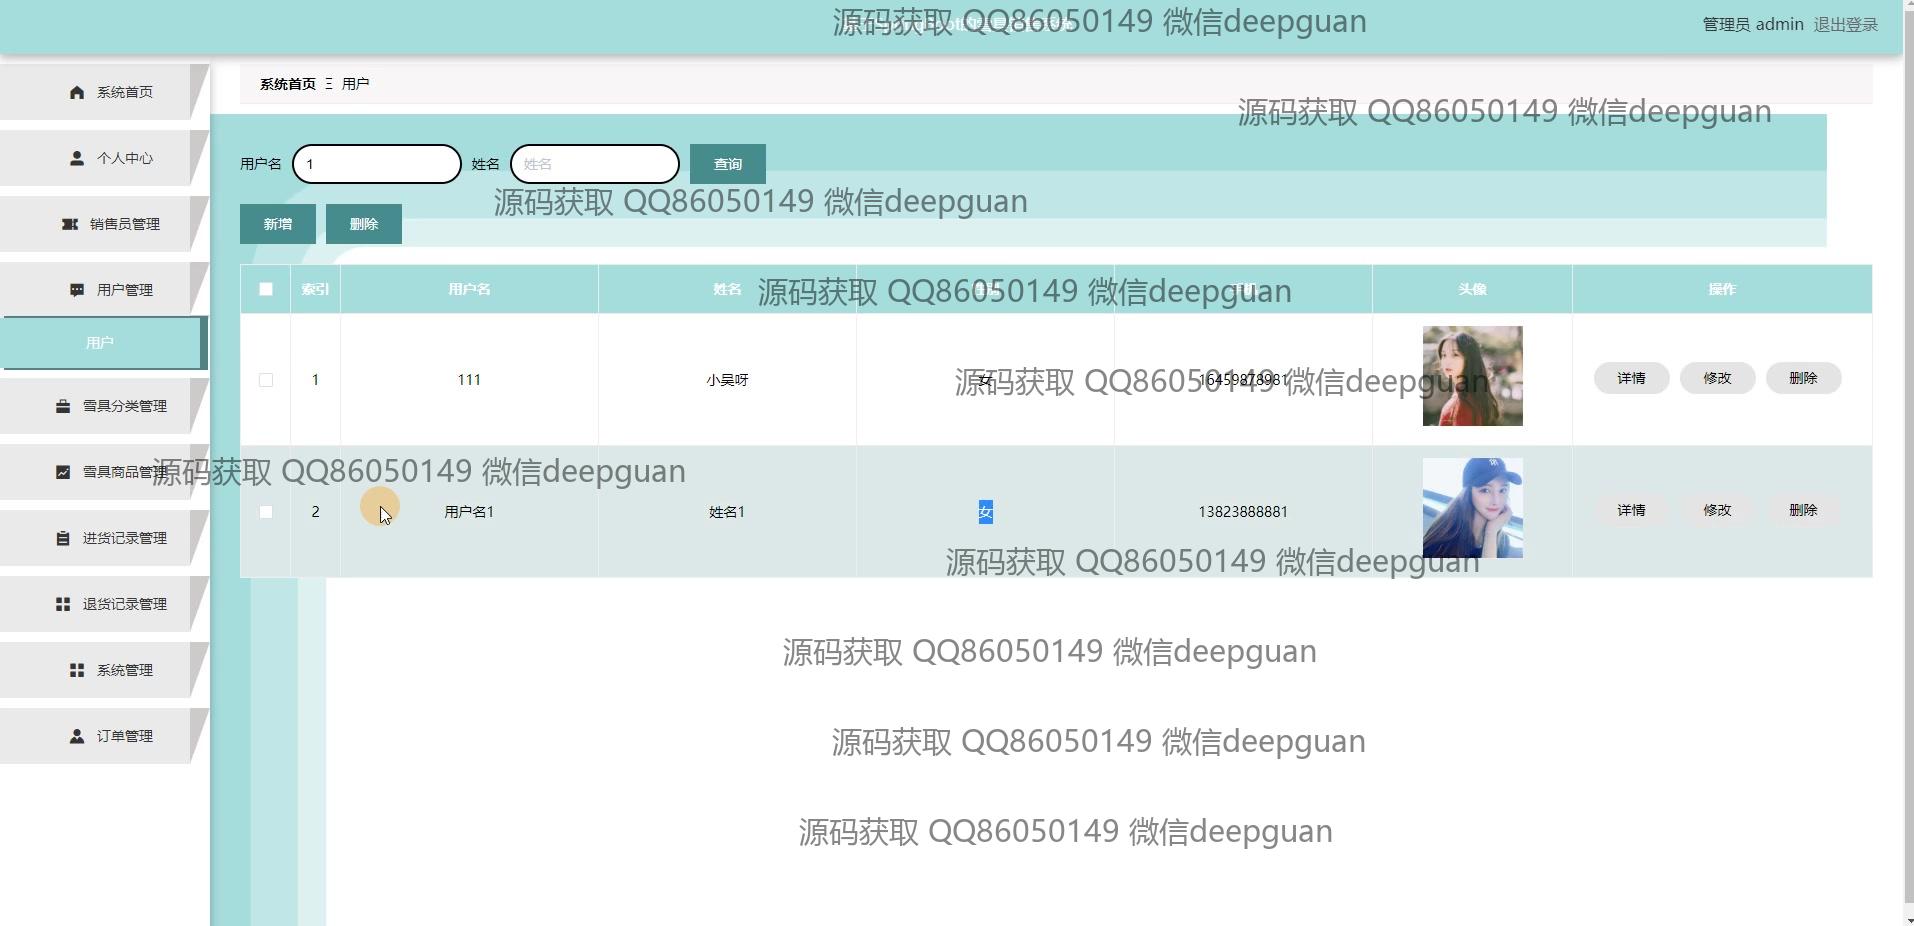 源码获取 QQ86050149 微信deepguan
管理员 admin 退出登录
系统首页
个人中心
销售员管理
用户管理
用户
雪具分类管理
雪具商品管理
进货记录管理
退货记录管理
系统管理
订单管理
系统首页 Ξ 用户
源码获取 QQ86050149 微信deepguan
用户名 1 姓名 姓名 查询
源码获取 QQ86050149 微信deepguan
新增 删除
索引 用户名 姓名 头像 操作
源码获取 QQ86050149 微信deepguan
1 111 小吴呀 女 16459878981 详情 修改 删除
源码获取 QQ86050149 微信deepguan
源码获取 QQ86050149 微信deepguan
2 用户名1 姓名1 女 13823888881 详情 修改 删除
源码获取 QQ86050149 微信deepguan
源码获取 QQ86050149 微信deepguan
源码获取 QQ86050149 微信deepguan
源码获取 QQ86050149 微信deepguan